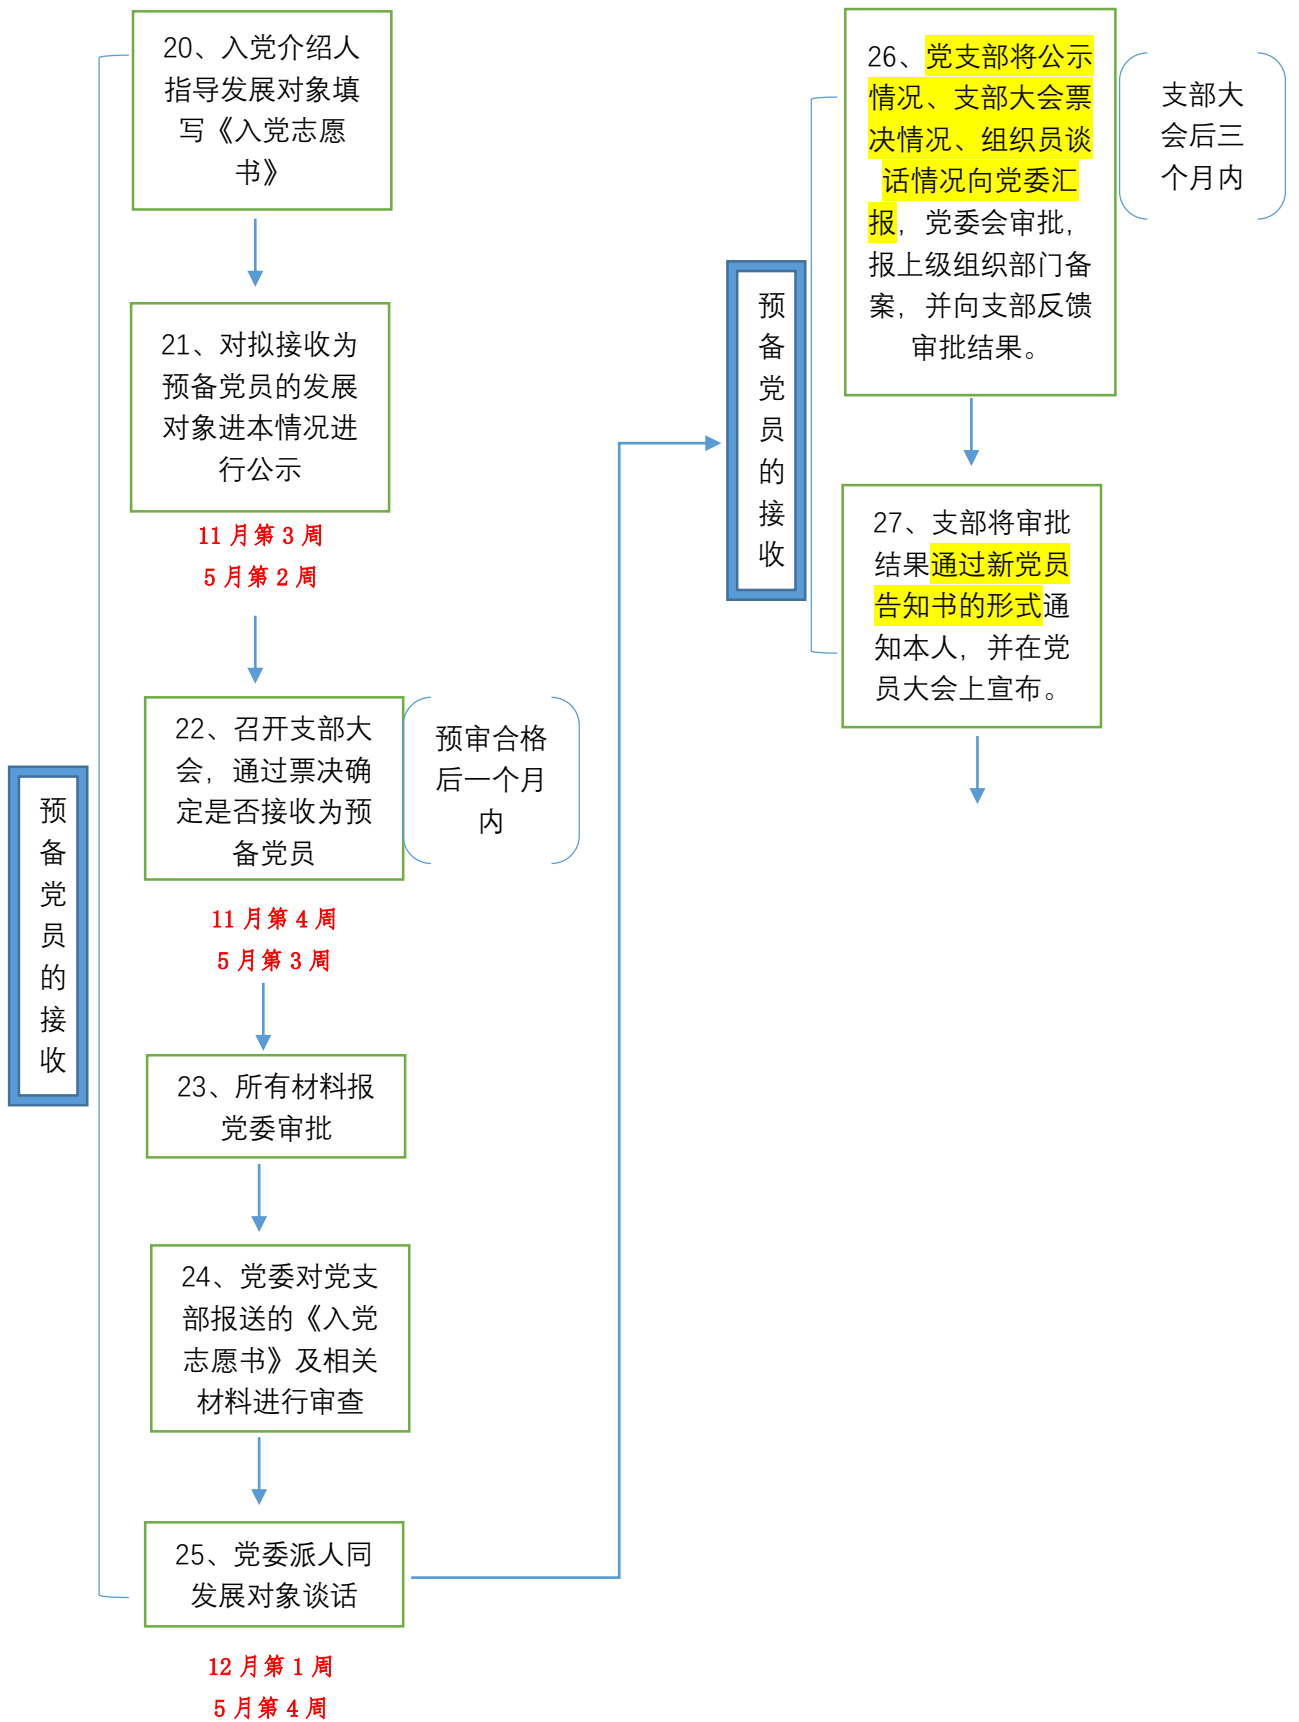 预
备
党
员
的
接
收
20、入党介绍人
指导发展对象填
写《入党志愿
书》
21、对拟接收为
预备党员的发展
对象进本情况进
行公示
11 月第 3 周
5 月第 2 周
22、召开支部大
会，通过票决确
定是否接收为预
备党员
预审合格
后一个月
内
11 月第 4 周
5 月第 3 周
23、所有材料报
党委审批
24、党委对党支
部报送的《入党
志愿书》及相关
材料进行审查
25、党委派人同
发展对象谈话
12 月第 1 周
5 月第 4 周
预
备
党
员
的
接
收
26、党支部将公示
情况、支部大会票
决情况、组织员谈
话情况向党委汇
报，党委会审批，
报上级组织部门备
案，并向支部反馈
审批结果。
支部大
会后三
个月内
27、支部将审批
结果通过新党员
告知书的形式通
知本人，并在党
员大会上宣布。